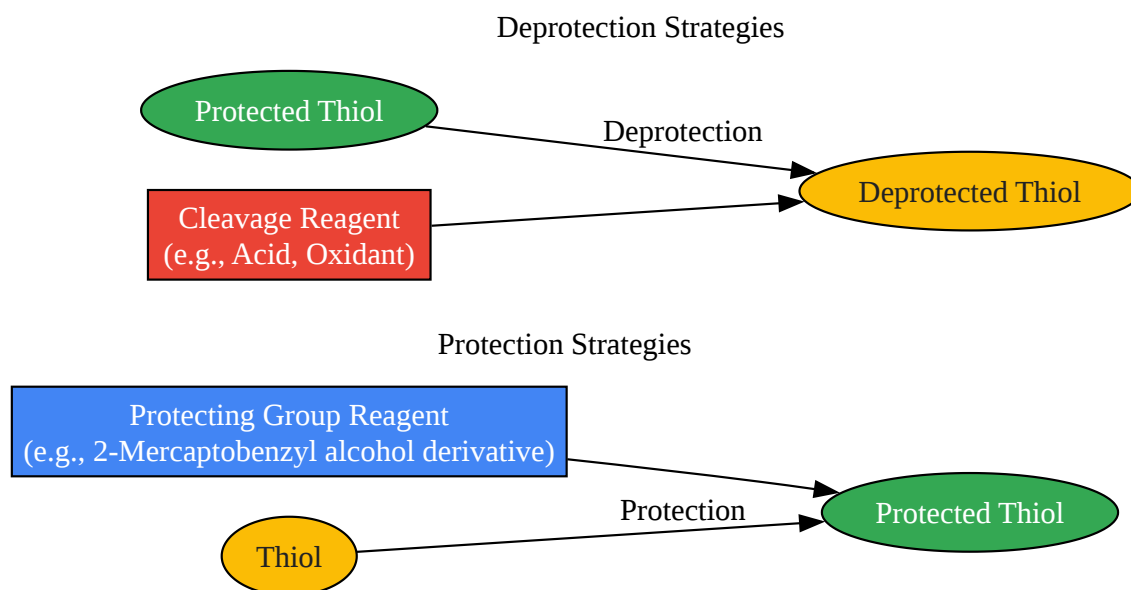 Deprotection Strategies
Protected Thiol
Deprotection
Deprotected Thiol
Cleavage Reagent
(e.g., Acid, Oxidant)
Protection Strategies
Protecting Group Reagent
(e.g., 2-Mercaptobenzyl alcohol derivative)
Protection
Protected Thiol
Thiol